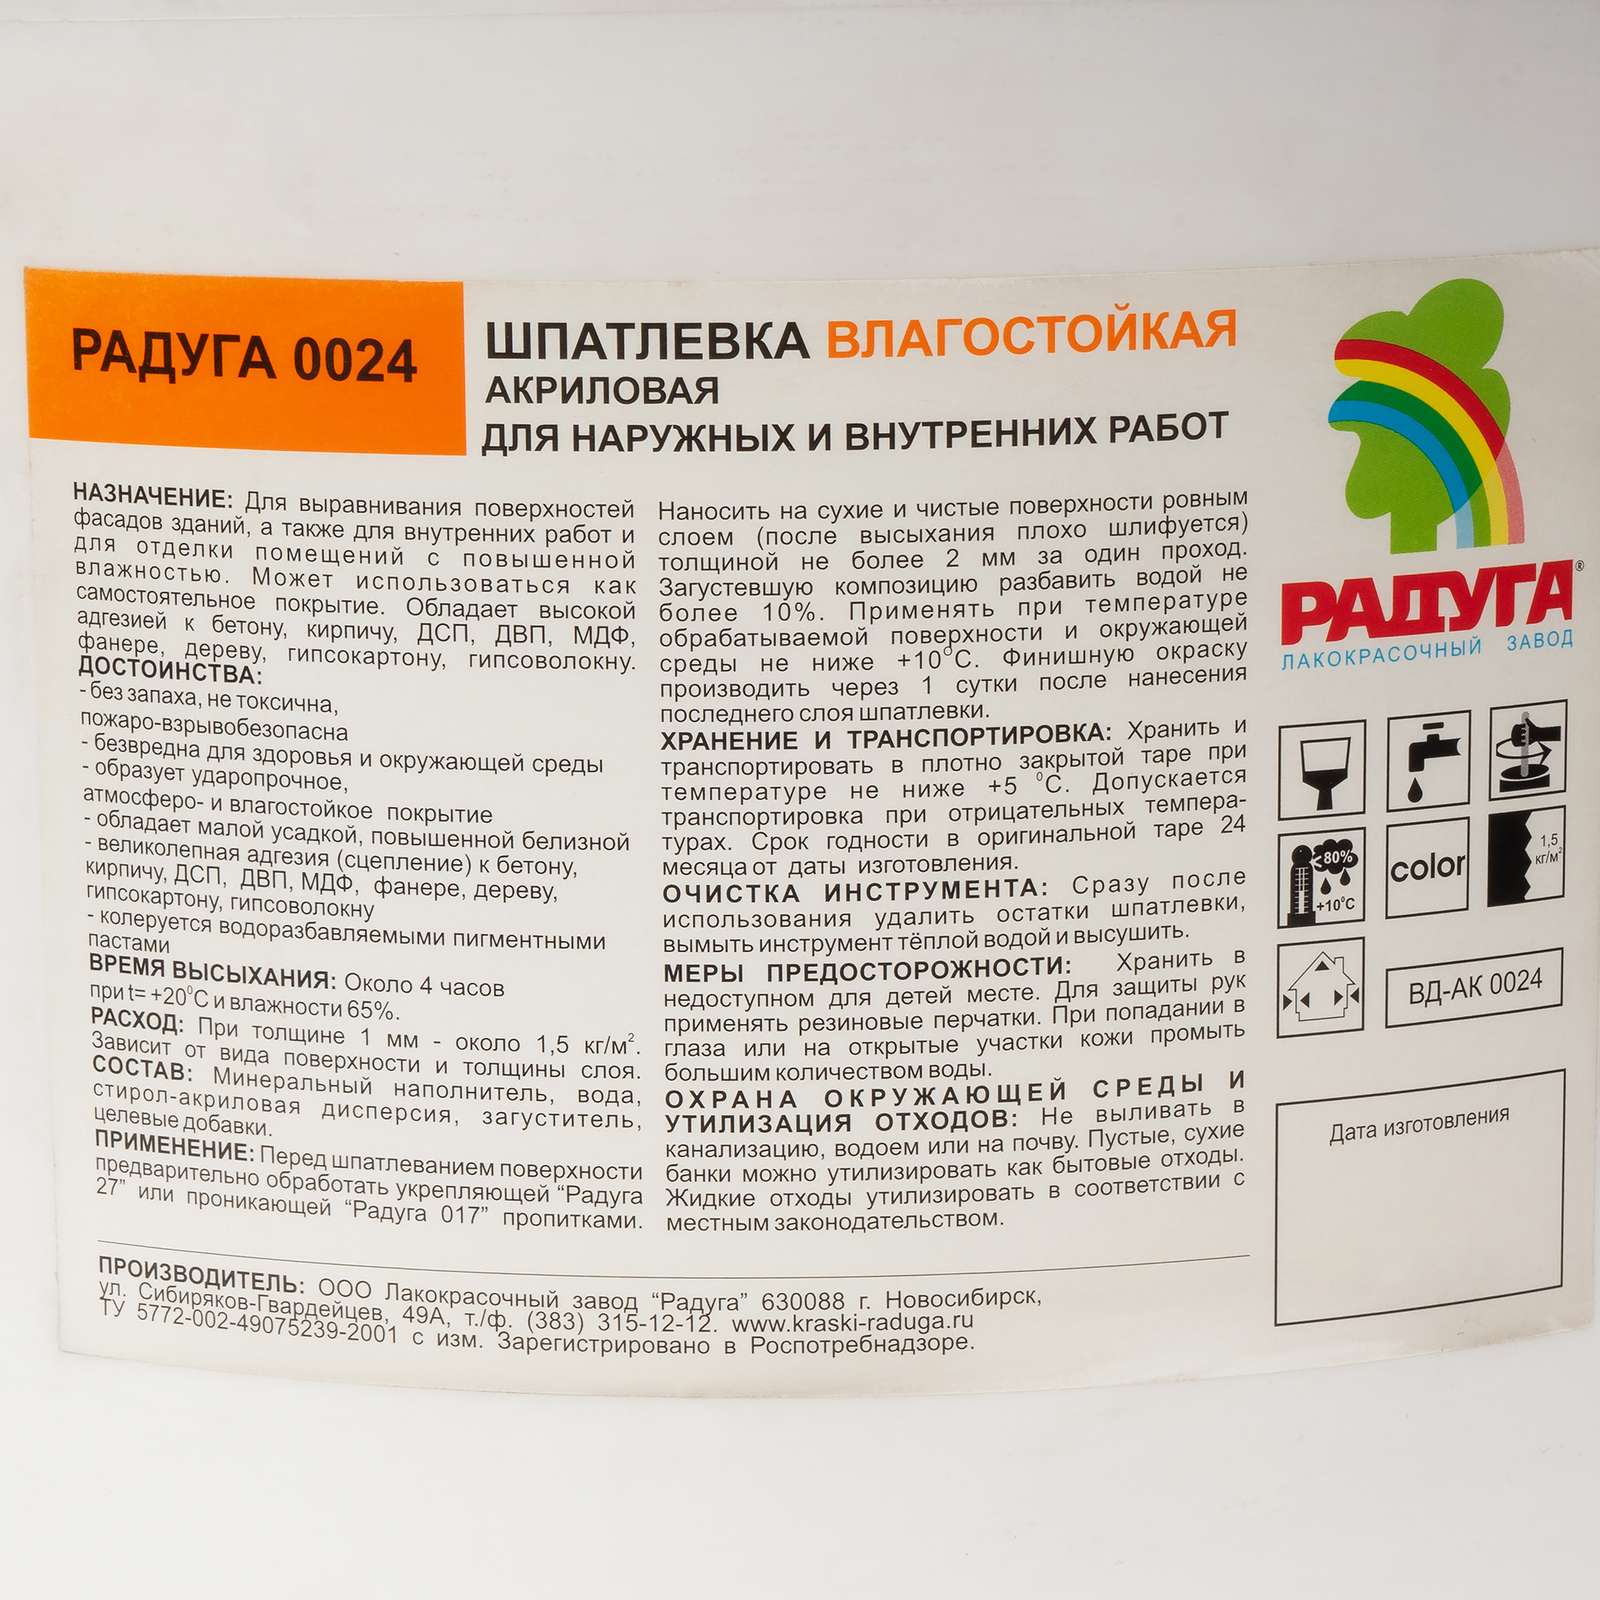 РАДУГА 0024
ШПАТЛЕВКА ВЛАГОСТОЙКАЯ
АКРИЛОВАЯ
ДЛЯ НАРУЖНЫХ И ВНУТРЕННИХ РАБОТ
НАЗНАЧЕНИЕ: Для выравнивания поверхностей
фасадов зданий, а также для внутренних работ и
для отделки помещений с повышенной
влажностью. Может использоваться как
самостоятельное покрытие. Обладает высокой
адгезией к бетону, кирпичу, ДСП, ДВП, МДФ,
фанере, дереву, гипсокартону, гипсоволокну.
ДОСТОИНСТВА:
- без запаха, не токсична,
пожаро-взрывобезопасна
- безвредна для здоровья и окружающей среды
- образует ударопрочное,
атмосферо- и влагостойкое покрытие
- обладает малой усадкой, повышенной белизной
- великолепная адгезия (сцепление) к бетону,
кирпичу, ДСП, ДВП, МДФ, фанере, дереву,
гипсокартону, гипсоволокну
- колеруется водоразбавляемыми пигментными
пастами
ВРЕМЯ ВЫСЫХАНИЯ: Около 4 часов
при t= +20⁰С и влажности 65%.
РАСХОД: При толщине 1 мм - около 1,5 кг/м².
Зависит от вида поверхности и толщины слоя.
СОСТАВ: Минеральный наполнитель, вода,
стирол-акриловая дисперсия, загуститель,
целевые добавки.
ПРИМЕНЕНИЕ: Перед шпатлеванием поверхности
предварительно обработать укрепляющей “Радуга
27” или проникающей “Радуга 017” пропитками.
Наносить на сухие и чистые поверхности ровным
слоем (после высыхания плохо шлифуется)
толщиной не более 2 мм за один проход.
Загустевшую композицию разбавить водой не
более 10%. Применять при температуре
обрабатываемой поверхности и окружающей
среды не ниже +10⁰С. Финишную окраску
производить через 1 сутки после нанесения
последнего слоя шпатлевки.
ХРАНЕНИЕ И ТРАНСПОРТИРОВКА: Хранить и
транспортировать в плотно закрытой таре при
температуре не ниже +5 ⁰С. Допускается
транспортировка при отрицательных темпера-
турах. Срок годности в оригинальной таре 24
месяца от даты изготовления.
ОЧИСТКА ИНСТРУМЕНТА: Сразу после
использования удалить остатки шпатлевки,
вымыть инструмент тёплой водой и высушить.
МЕРЫ ПРЕДОСТОРОЖНОСТИ: Хранить в
недоступном для детей месте. Для защиты рук
применять резиновые перчатки. При попадании в
глаза или на открытые участки кожи промыть
большим количеством воды.
ОХРАНА ОКРУЖАЮЩЕЙ СРЕДЫ И
УТИЛИЗАЦИЯ ОТХОДОВ: Не выливать в
канализацию, водоем или на почву. Пустые, сухие
банки можно утилизировать как бытовые отходы.
Жидкие отходы утилизировать в соответствии с
местным законодательством.
РАДУГА®
ЛАКОКРАСОЧНЫЙ ЗАВОД
<80%
+10⁰С
color
1,5
кг/м²
ВД-АК 0024
Дата изготовления
ПРОИЗВОДИТЕЛЬ: ООО Лакокрасочный завод “Радуга” 630088 г. Новосибирск,
ул. Сибиряков-Гвардейцев, 49А, т./ф. (383) 315-12-12. www.kraski-raduga.ru
ТУ 5772-002-49075239-2001 с изм. Зарегистрировано в Роспотребнадзоре.